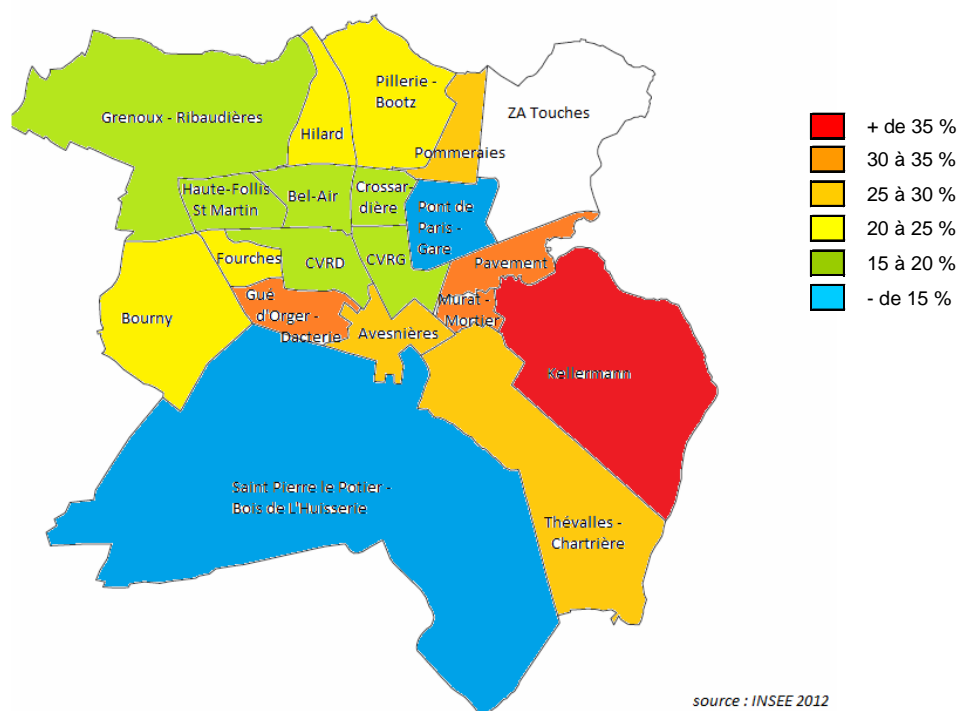 Grenoux - Ribaudières
Hilard
Pillerie -
Bootz
ZA Touches
Pommeraies
Haute-Follis
St Martin
Bel-Air
Crossar-
dière
Pont de
Paris -
Gare
Fourches
CVRD
CVRG
Pavement
Bourny
Gué
d'Orger -
Dacterie
Murat -
Mortier
Avesnières
Kellermann
Saint Pierre le Potier -
Bois de L'Huisserie
Thévalles -
Chartrière
+ de 35 %
30 à 35 %
25 à 30 %
20 à 25 %
15 à 20 %
- de 15 %
source : INSEE 2012